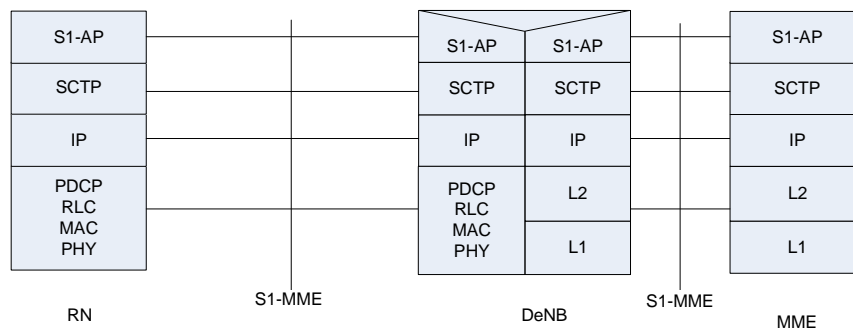 S1-AP
SCTP
IP
PDCP
RLC
MAC
PHY
RN
S1-MME
S1-AP S1-AP
SCTP SCTP
IP IP
PDCP
RLC
MAC
PHY
L2
L1
DeNB
S1-MME
S1-AP
SCTP
IP
L2
L1
MME